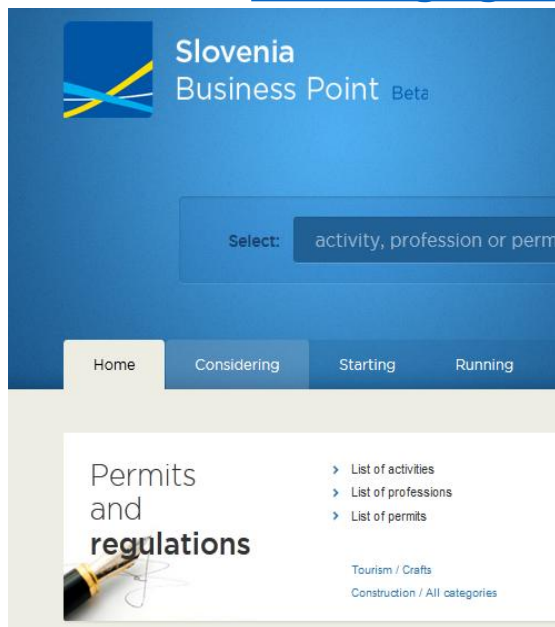 Slovenia
Business Point Beta
Select: activity, profession or perm
Home Considering Starting Running
Permits
and
regulations
List of activities
List of professions
List of permits
Tourism / Crafts
Construction / All categories